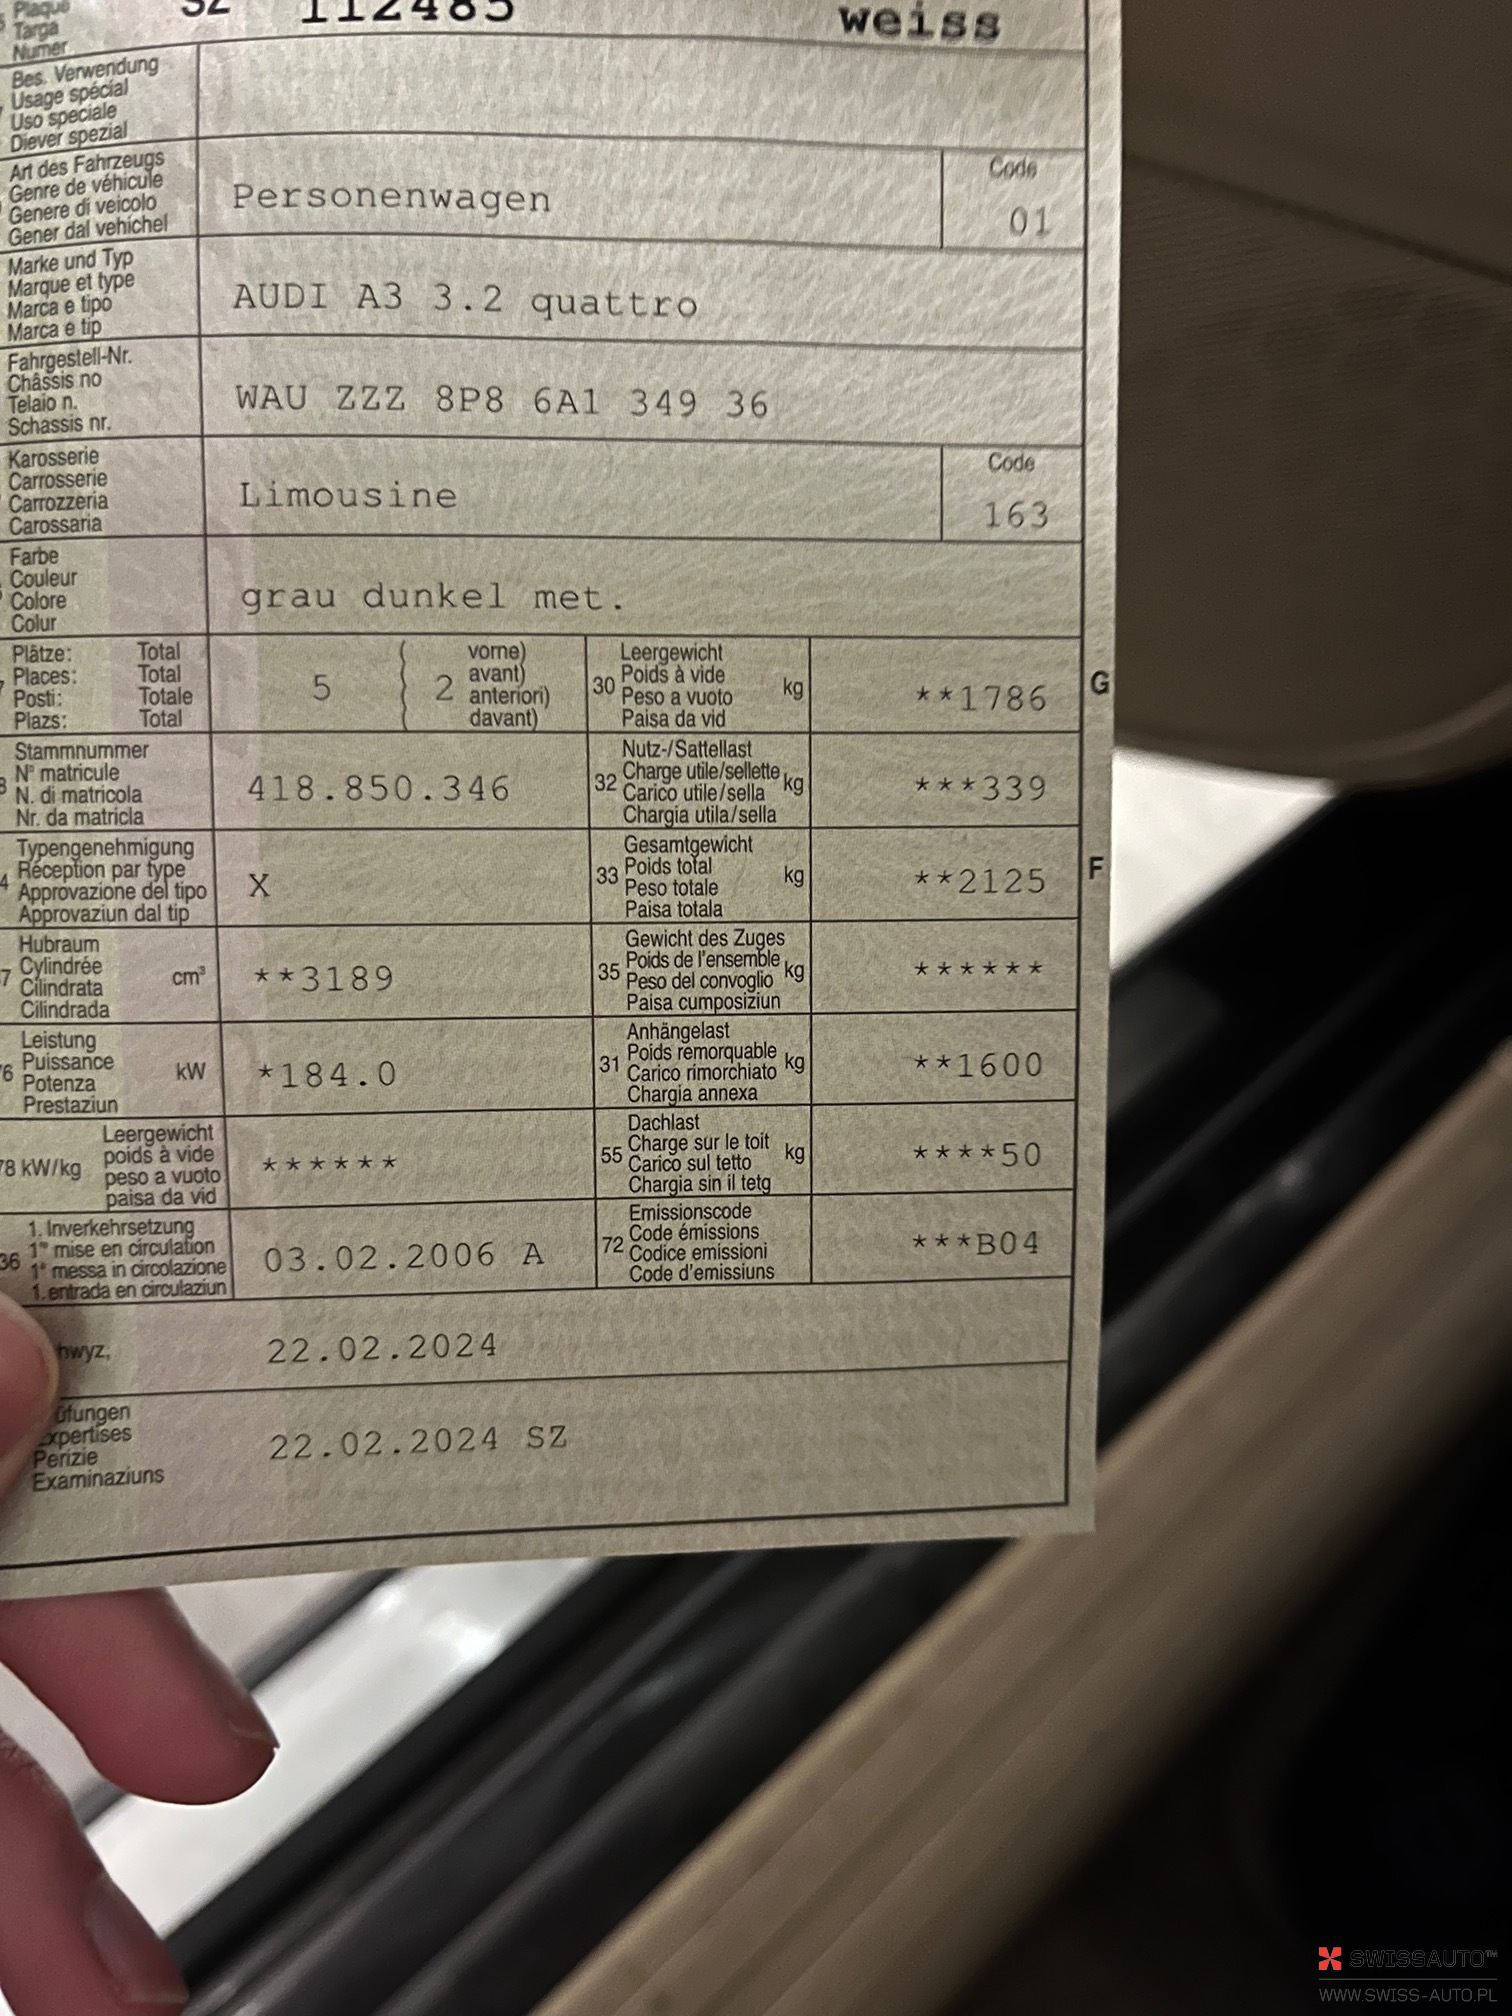 Plaque
Targa
Numer
SZ 112485 weiss
Bes. Verwendung
Usage spécial
Uso speciale
Diever spezial
Art des Fahrzeugs
Genre de véhicule
Genere di veicolo
Gener dal vehichel
Personenwagen
Code
01
Marke und Typ
Marque et type
Marca e tipo
Marca e tip
AUDI A3 3.2 quattro
Fahrgestell-Nr.
Châssis no
Telaio n.
Schassis nr.
WAU ZZZ 8P8 6A1 349 36
Karosserie
Carrosserie
Carrozzeria
Carossaria
Limousine
Code
163
Farbe
Couleur
Colore
Colur
grau dunkel met.
Plätze: Total
Places: Total
Posti: Totale
Plazs: Total
5 ( 2
vorne)
avant)
anteriori)
davant)
30 Leergewicht
Poids à vide
Peso a vuoto
Paisa da vid
kg
**1786
G
Stammnummer
N° matricule
N. di matricola
Nr. da matricla
418.850.346
32 Nutz-/Sattellast
Charge utile/sellette
Carico utile/sella
Chargia utila/sella
kg
***339
Typengenehmigung
Réception par type
Approvazione del tipo
Approvaziun dal tip
X
33 Gesamtgewicht
Poids total
Peso totale
Paisa totala
kg
**2125
F
Hubraum
Cylindrée
Cilindrata
Cilindrada
cm³
**3189
35 Gewicht des Zuges
Poids de l'ensemble
Peso del convoglio
Paisa cumposiziun
kg
******
Leistung
Puissance
Potenza
Prestaziun
kW
*184.0
31 Anhängelast
Poids remorquable
Carico rimorchiato
Chargia annexa
kg
**1600
78 kW/kg
Leergewicht
poids à vide
peso a vuoto
paisa da vid
******
55 Dachlast
Charge sur le toit
Carico sul tetto
Chargia sin il tetg
kg
****50
36 1. Inverkehrsetzung
1re mise en circulation
1a messa in circolazione
1. entrada en circulaziun
03.02.2006 A
72 Emissionscode
Code émissions
Codice emissioni
Code d'emissiuns
***B04
hwyz,
22.02.2024
üfungen
Expertises
Perizie
Examinaziuns
22.02.2024 SZ
SWISSAUTO™
WWW.SWISS-AUTO.PL